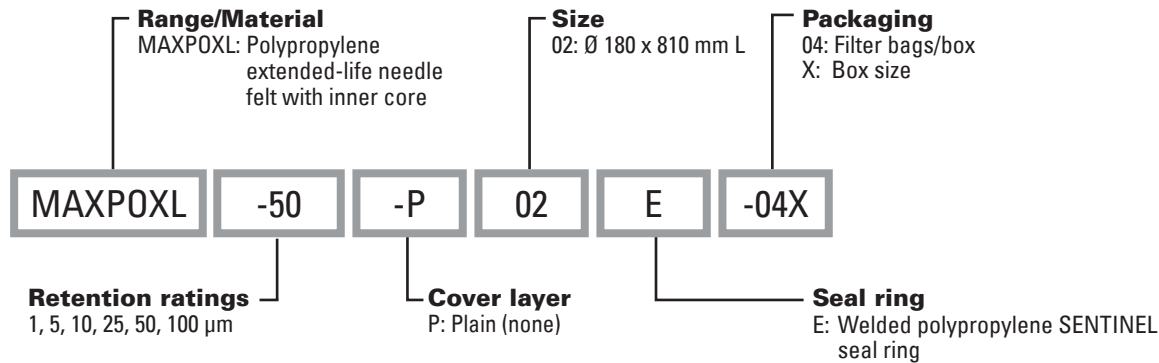 Range/Material
MAXPOXL: Polypropylene
extended-life needle
felt with inner core
Size
02: Ø 180 x 810 mm L
Packaging
04: Filter bags/box
X: Box size
MAXPOXL -50 -P 02 E -04X
Retention ratings
1, 5, 10, 25, 50, 100 µm
Cover layer
P: Plain (none)
Seal ring
E: Welded polypropylene SENTINEL
seal ring